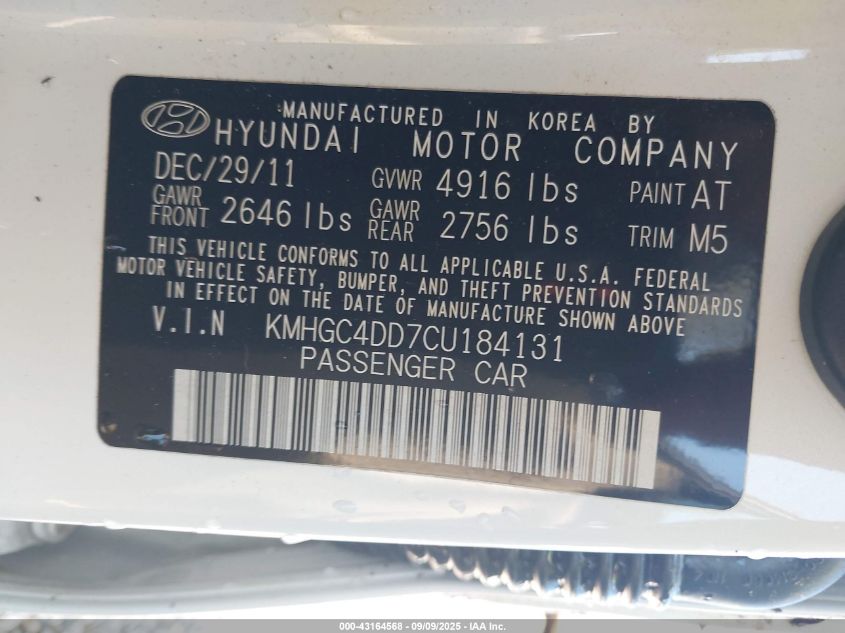 MANUFACTURED IN KOREA BY
HYUNDAI MOTOR COMPANY
DEC/29/11 GVWR 4916 lbs PAINT AT
GAWR FRONT 2646 lbs GAWR REAR 2756 lbs TRIM M5
THIS VEHICLE CONFORMS TO ALL APPLICABLE U.S.A. FEDERAL
MOTOR VEHICLE SAFETY, BUMPER, AND THEFT PREVENTION STANDARDS
IN EFFECT ON THE DATE OF MANUFACTURE SHOWN ABOVE
V.I.N KMHGC4DD7CU184131
PASSENGER CAR
000-43164568 - 09/09/2025 - IAA Inc.